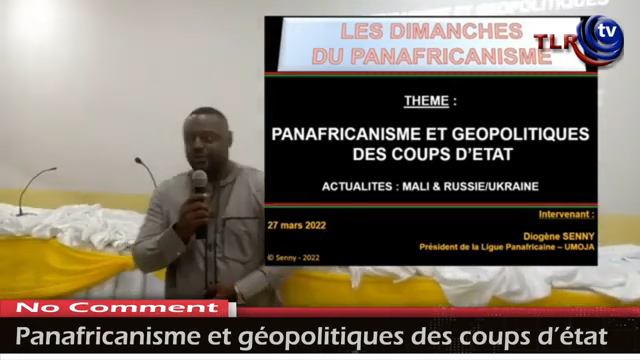 LES DIMANCHES
DU PANAFRICANISME
TLR tv
THEME :
PANAFRICANISME ET GEOPOLITIQUES
DES COUPS D'ETAT
ACTUALITES : MALI & RUSSIE/UKRAINE
Intervenant :
27 mars 2022
Diogène SENNY
Président de la Ligue Panafricaine – UMOJA
© Senny - 2022
No Comment
Panafricanisme et géopolitiques des coups d'état